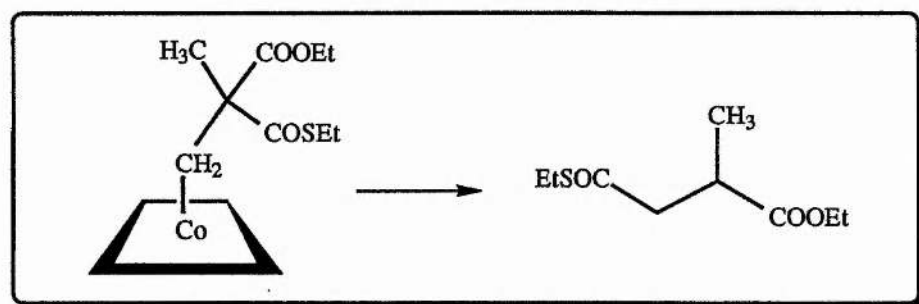 H₃C
COOEt
COSEt
CH₂
Co
CH₃
EtSOC
COOEt